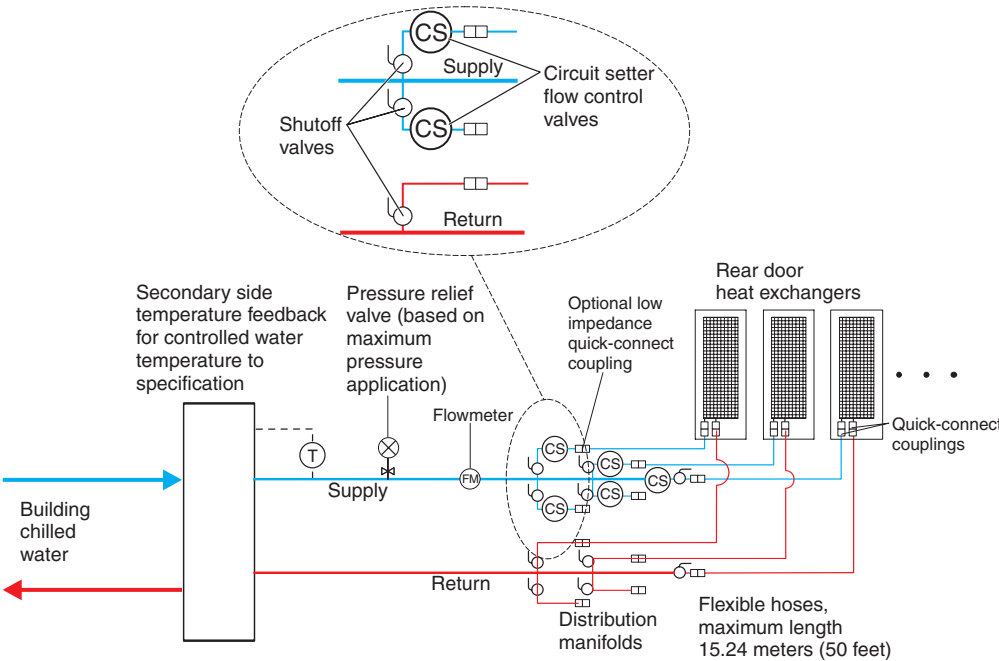 CS
Supply
Circuit setter
flow control
valves
Shutoff
valves
CS
Return
Rear door
heat exchangers
Secondary side
temperature feedback
for controlled water
temperature to
specification
Pressure relief
valve (based on
maximum
pressure
application)
Optional low
impedance
quick-connect
coupling
Flowmeter
Quick-connect
couplings
T
CS
CS
FM
CS
Supply
CS
CS
Building
chilled
water
Return
Distribution
manifolds
Flexible hoses,
maximum length
15.24 meters (50 feet)